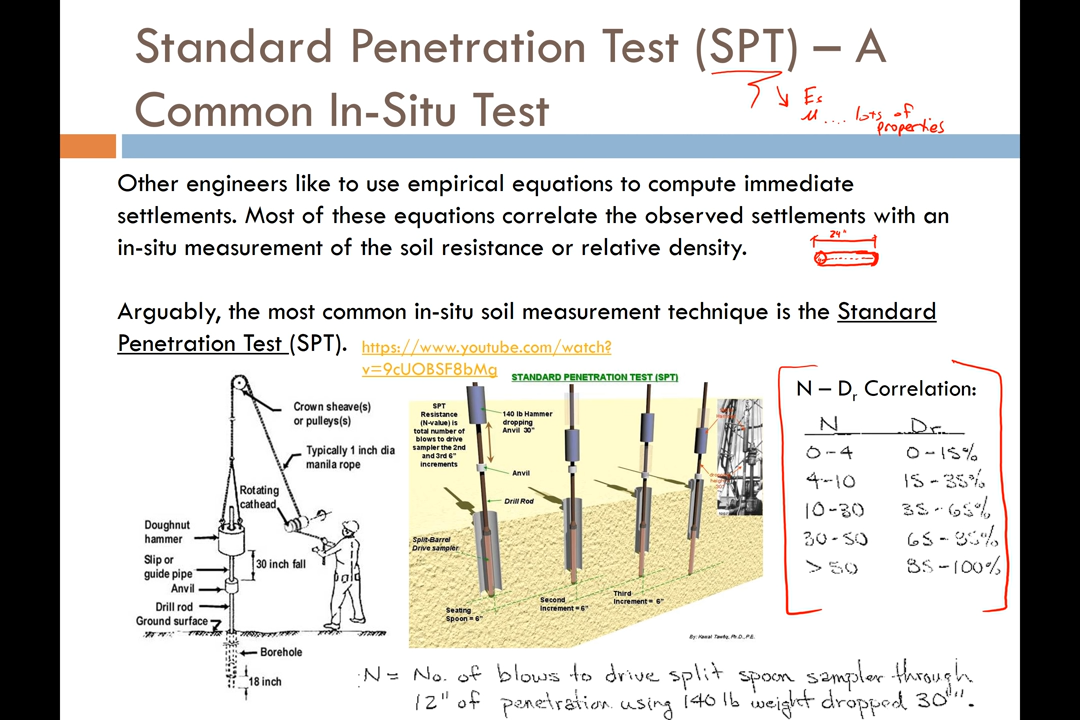 Standard Penetration Test (SPT) – A
Common In-Situ Test
Es
μ .... lots of
properties
Other engineers like to use empirical equations to compute immediate
settlements. Most of these equations correlate the observed settlements with an
in-situ measurement of the soil resistance or relative density.
24"
Arguably, the most common in-situ soil measurement technique is the Standard
Penetration Test (SPT).
https://www.youtube.com/watch?
v=9cUOBSF8bMg
Crown sheave(s)
or pulleys(s)
Typically 1 inch dia
manila rope
Rotating
cathead
Doughnut
hammer
Slip or
guide pipe
30 inch fall
Anvil
Drill rod
Ground surface
Borehole
18 inch
STANDARD PENETRATION TEST (SPT)
SPT
Resistance
(N-value) is
total number of
blows to drive
sampler the 2nd
and 3rd 6"
increments
140 lb Hammer
dropping
Anvil 30"
Anvil
Drill Rod
Split-Barrel
Drive sampler
Seating
Spoon = 6"
Second
Increment = 6"
Third
Increment = 6"
By: Kamal Tawfiq, Ph.D., P.E.
N – Dr Correlation:
N Dr
0-4 0-15%
4-10 15-35%
10-30 35-65%
30-50 65-85%
>50 85-100%
N = No. of blows to drive split spoon sampler through
12" of penetration using 140 lb weight dropped 30".